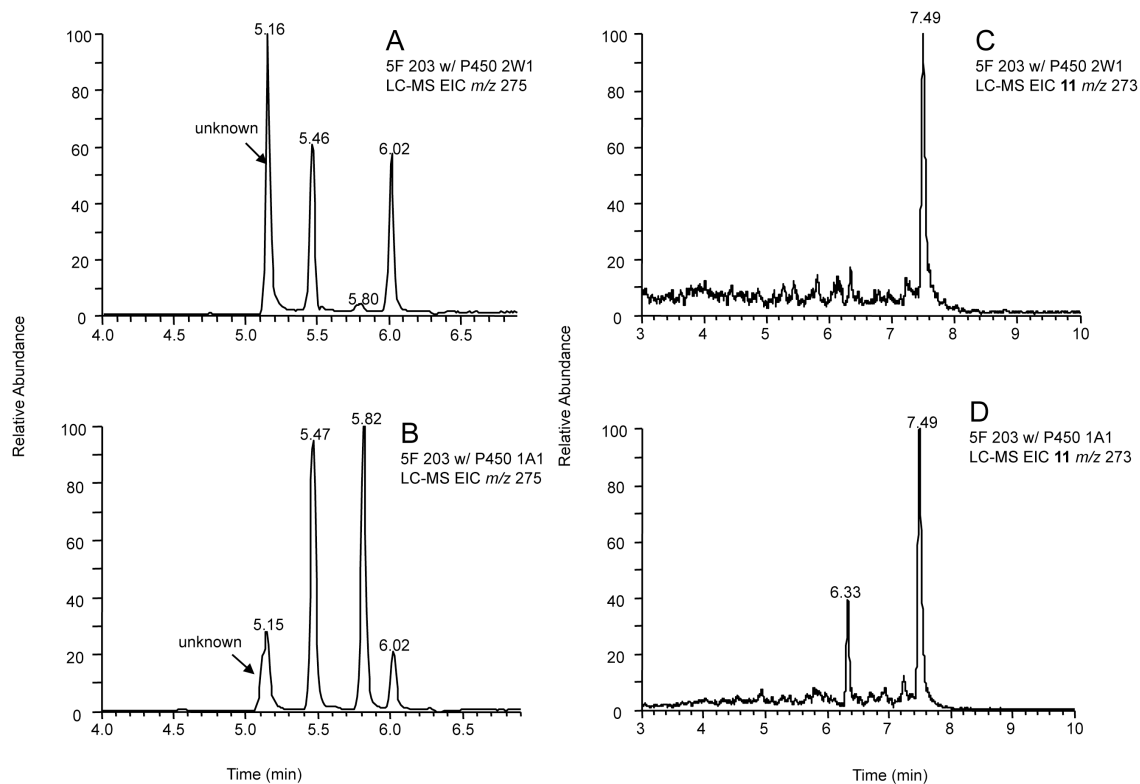 A
5F 203 w/ P450 2W1
LC-MS EIC m/z 275
5.16
unknown
5.46
5.80
6.02
100
80
60
40
20
0
4.0 4.5 5.0 5.5 6.0 6.5
C
5F 203 w/ P450 2W1
LC-MS EIC 11 m/z 273
7.49
100
80
60
40
20
0
3 4 5 6 7 8 9 10
Relative Abundance
Relative Abundance
B
5F 203 w/ P450 1A1
LC-MS EIC m/z 275
5.15
unknown
5.47
5.82
6.02
100
80
60
40
20
0
4.0 4.5 5.0 5.5 6.0 6.5
Time (min)
D
5F 203 w/ P450 1A1
LC-MS EIC 11 m/z 273
6.33
7.49
100
80
60
40
20
0
3 4 5 6 7 8 9 10
Time (min)